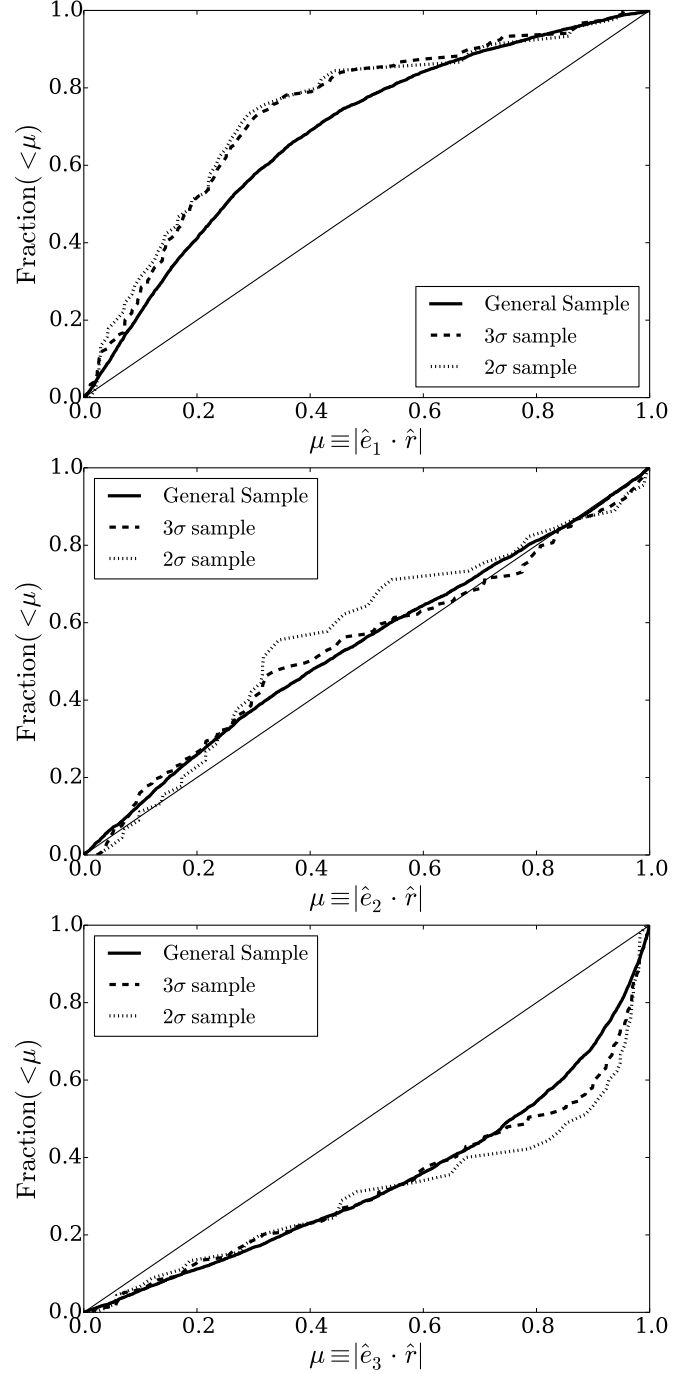 1.0
0.8
0.6
0.4
0.2
0.0
Fraction(<μ)
General Sample
3σ sample
2σ sample
0.0 0.2 0.4 0.6 0.8 1.0
μ ≡|ê₁ · r̂|
1.0
0.8
0.6
0.4
0.2
0.0
Fraction(<μ)
General Sample
3σ sample
2σ sample
0.0 0.2 0.4 0.6 0.8 1.0
μ ≡|ê₂ · r̂|
1.0
0.8
0.6
0.4
0.2
0.0
Fraction(<μ)
General Sample
3σ sample
2σ sample
0.0 0.2 0.4 0.6 0.8 1.0
μ ≡|ê₃ · r̂|